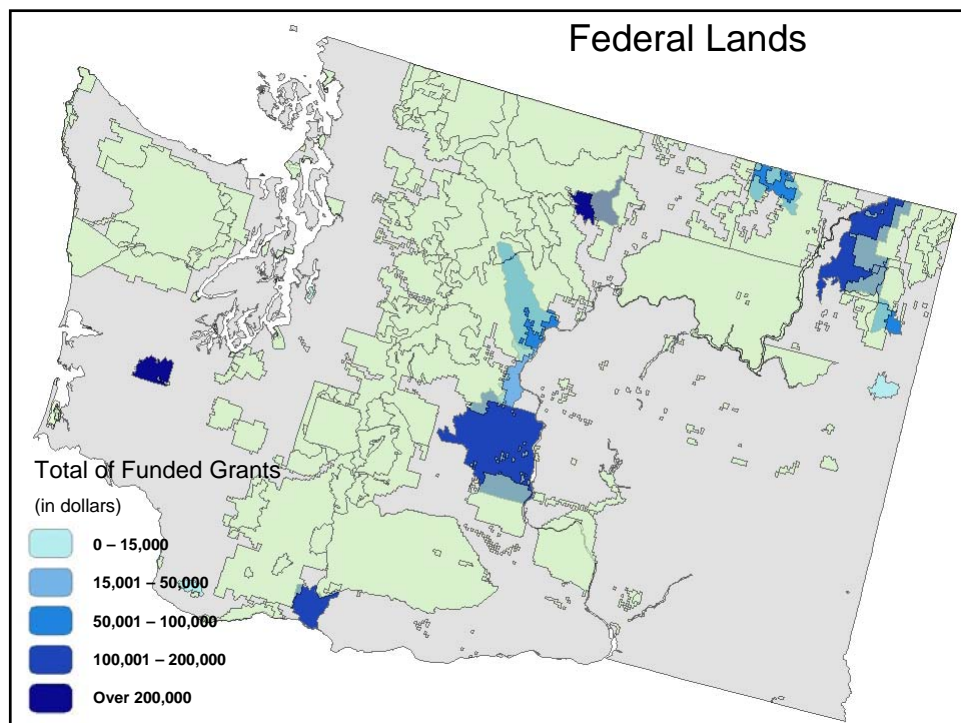 Federal Lands
Total of Funded Grants
(in dollars)
0 – 15,000
15,001 – 50,000
50,001 – 100,000
100,001 – 200,000
Over 200,000